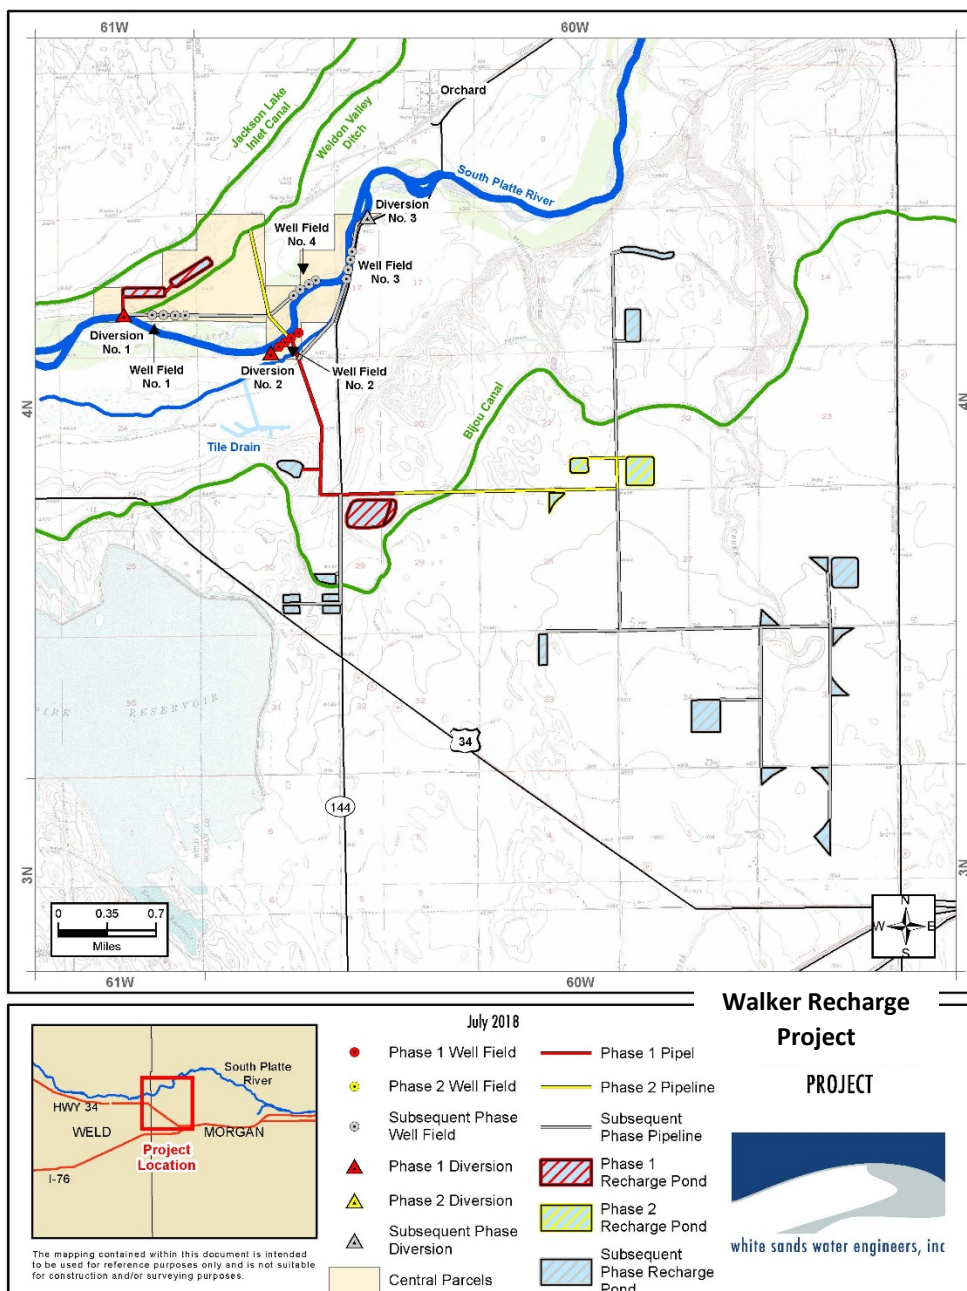 61W
60W
Orchard
Jackson Lake
Inlet Canal
Weldon Valley
Ditch
South Platte River
Diversion
No. 3
Well Field
No. 4
Well Field
No. 3
Diversion
No. 1
Well Field
No. 1
Diversion
No. 2
Well Field
No. 2
4N
4N
Bijou Canal
Tile Drain
RESERVOIR
34
144
3N
3N
0 0.35 0.7
Miles
N
W E
S
61W
60W
Walker Recharge
Project
PROJECT
July 2018
South Platte
River
HWY 34
WELD
MORGAN
Project
Location
I-76
The mapping contained within this document is intended
to be used for reference purposes only and is not suitable
for construction and/or surveying purposes.
Phase 1 Well Field
Phase 2 Well Field
Subsequent Phase
Well Field
Phase 1 Diversion
Phase 2 Diversion
Subsequent Phase
Diversion
Central Parcels
Phase 1 Pipel
Phase 2 Pipeline
Subsequent
Phase Pipeline
Phase 1
Recharge Pond
Phase 2
Recharge Pond
Subsequent
Phase Recharge
Pond
white sands water engineers, inc